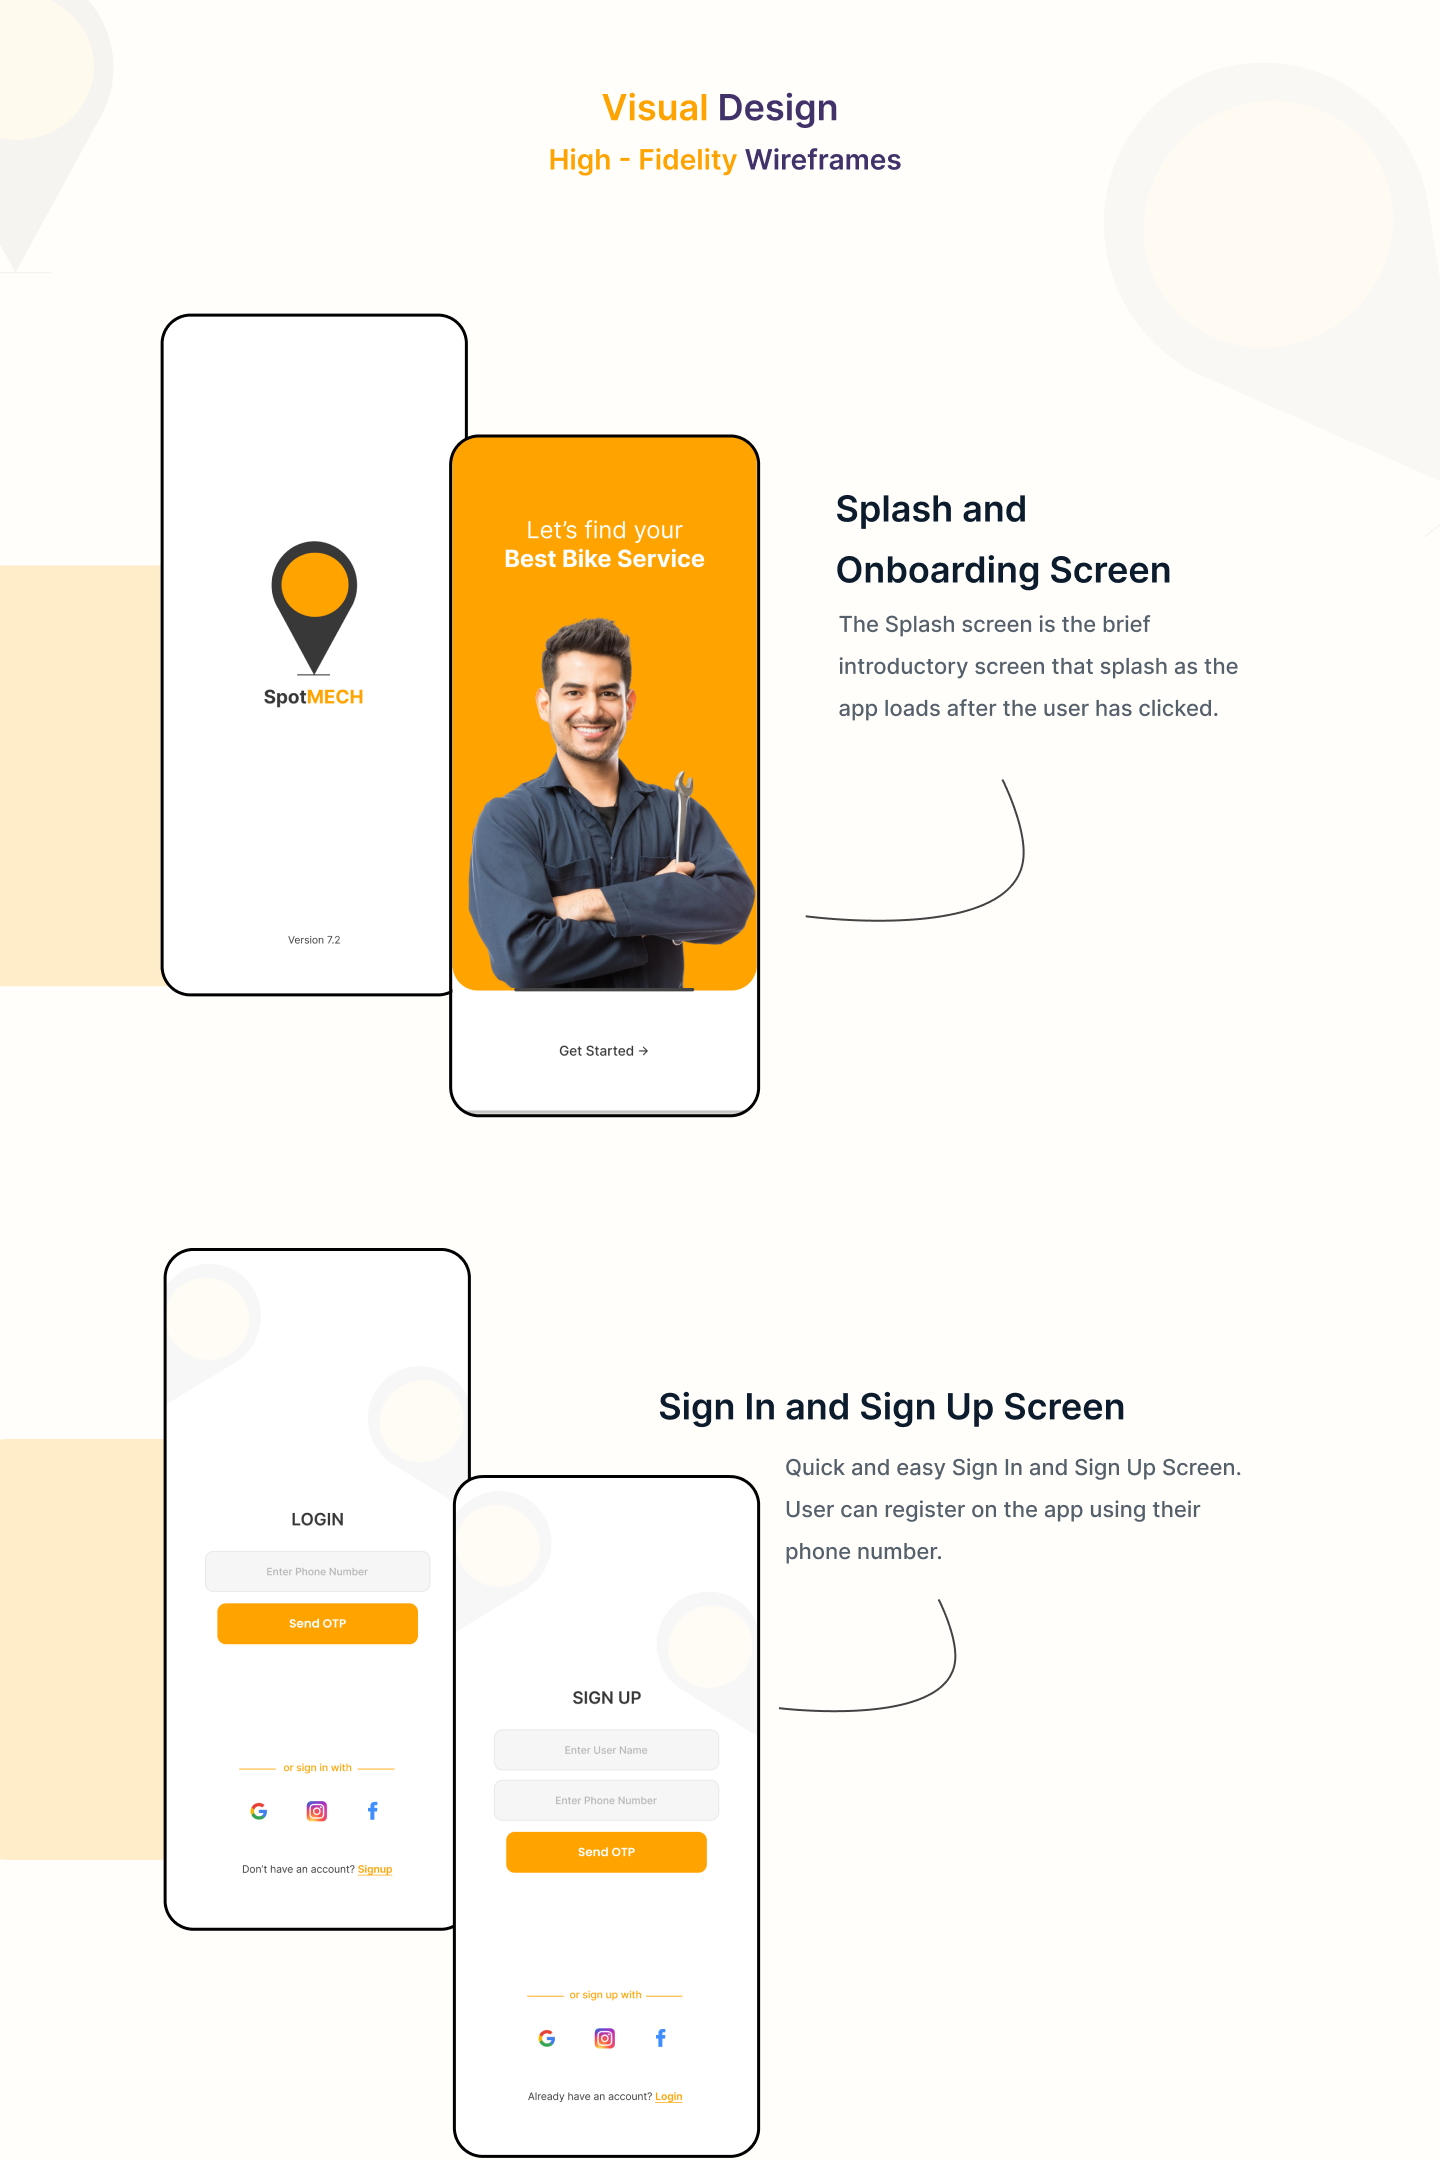 Visual Design
High - Fidelity Wireframes
SpotMECH
Version 7.2
Let's find your
Best Bike Service
Get Started →
Splash and
Onboarding Screen
The Splash screen is the brief
introductory screen that splash as the
app loads after the user has clicked.
LOGIN
Enter Phone Number
Send OTP
or sign in with
Don't have an account? Signup
SIGN UP
Enter User Name
Enter Phone Number
Send OTP
or sign up with
Already have an account? Login
Sign In and Sign Up Screen
Quick and easy Sign In and Sign Up Screen.
User can register on the app using their
phone number.